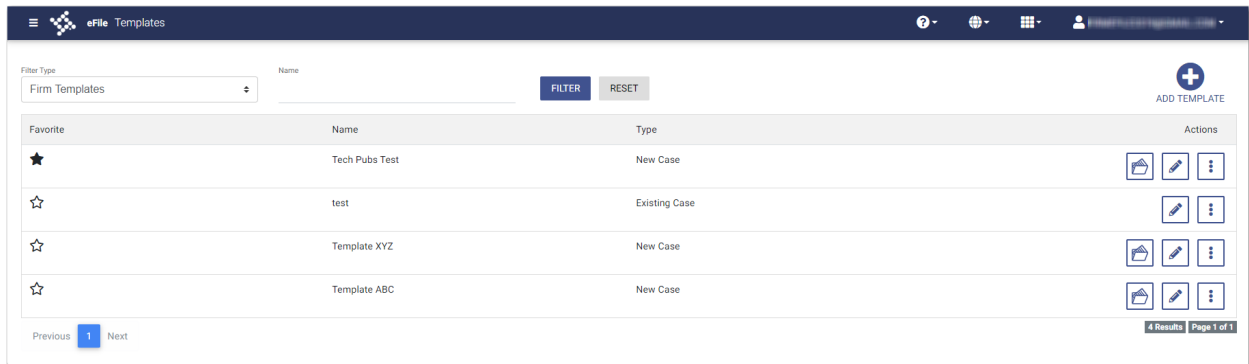 eFile Templates
Filter Type
Name
Firm Templates
FILTER RESET
ADD TEMPLATE
Favorite Name Type Actions
Tech Pubs Test New Case
test Existing Case
Template XYZ New Case
Template ABC New Case
Previous 1 Next
4 Results Page 1 of 1